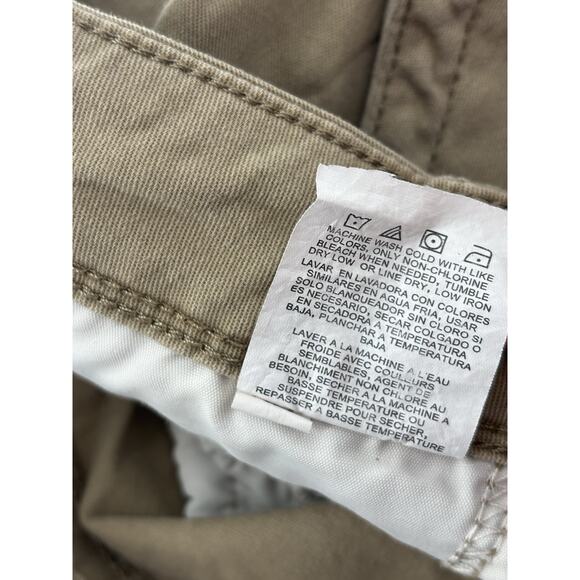 MACHINE WASH COLD WITH LIKE
COLORS, ONLY NON-CHLORINE
BLEACH WHEN NEEDED, TUMBLE
DRY LOW OR LINE DRY, LOW IRON
LAVAR EN LAVADORA CON COLORES
SIMILARES EN AGUA FRIA, USAR
SOLO BLANQUEADOR SIN CLORO SI
ES NECESARIO, SECAR COLGADO O
EN SECADORA A TEMPERATURA
BAJA, PLANCHAR A TEMPERATURA
BAJA
LAVER A LA MACHINE A L'EAU
FROIDE AVEC COULEURS
SEMBLABLES, AGENT DE
BLANCHIMENT NON CHLORE AU
BESOIN, SECHER A LA MACHINE A
BASSE TEMPERATURE OU
SUSPENDRE POUR SECHER,
REPASSER A BASSE TEMPERATURE